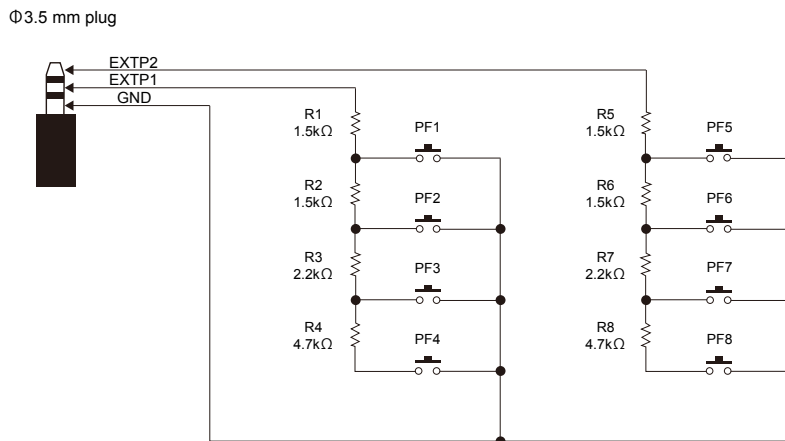 Φ3.5 mm plug
EXTP2
EXTP1
GND
R1
1.5kΩ
PF1
R5
1.5kΩ
PF5
R2
1.5kΩ
PF2
R6
1.5kΩ
PF6
R3
2.2kΩ
PF3
R7
2.2kΩ
PF7
R4
4.7kΩ
PF4
R8
4.7kΩ
PF8